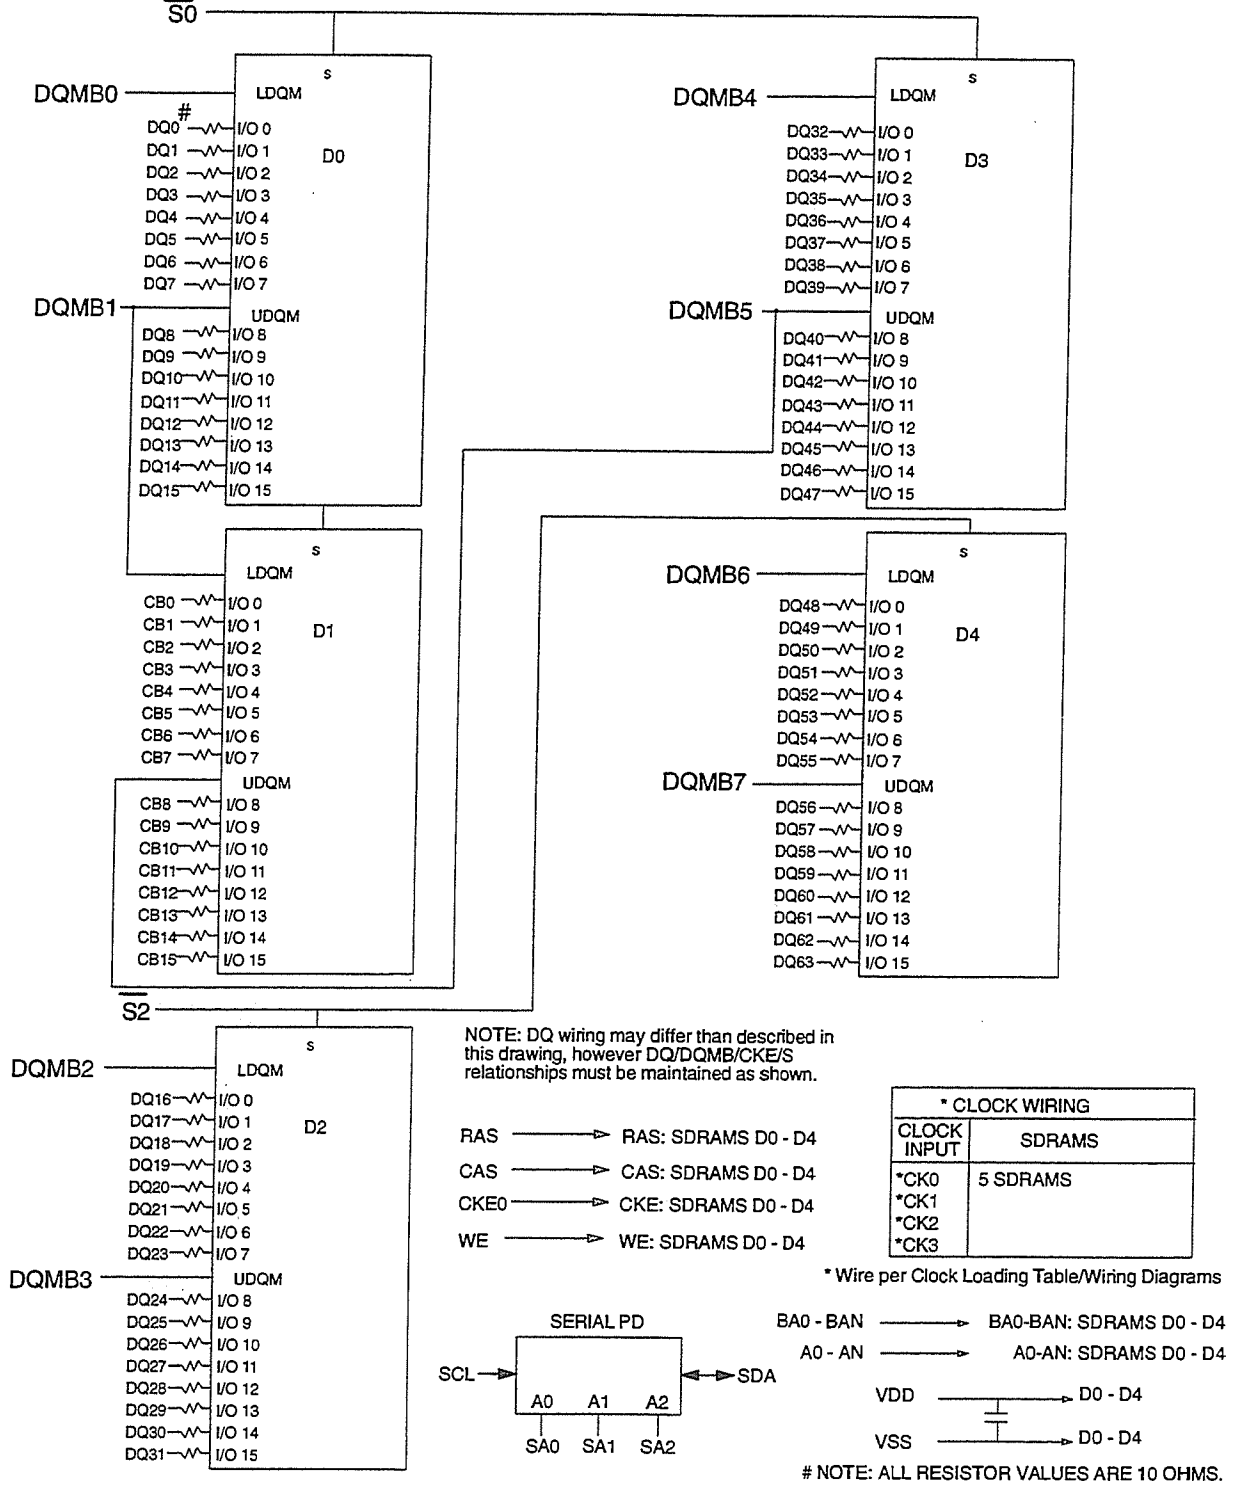 S0
s
DQMB0 LDQM
#
DQ0 I/O 0
DQ1 I/O 1
D0
DQ2 I/O 2
DQ3 I/O 3
DQ4 I/O 4
DQ5 I/O 5
DQ6 I/O 6
DQ7 I/O 7
DQMB1 UDQM
DQ8 I/O 8
DQ9 I/O 9
DQ10 I/O 10
DQ11 I/O 11
DQ12 I/O 12
DQ13 I/O 13
DQ14 I/O 14
DQ15 I/O 15
s
LDQM
CB0 I/O 0
CB1 I/O 1
D1
CB2 I/O 2
CB3 I/O 3
CB4 I/O 4
CB5 I/O 5
CB6 I/O 6
CB7 I/O 7
UDQM
CB8 I/O 8
CB9 I/O 9
CB10 I/O 10
CB11 I/O 11
CB12 I/O 12
CB13 I/O 13
CB14 I/O 14
CB15 I/O 15
S2
s
DQMB2 LDQM
DQ16 I/O 0
DQ17 I/O 1
D2
DQ18 I/O 2
DQ19 I/O 3
DQ20 I/O 4
DQ21 I/O 5
DQ22 I/O 6
DQ23 I/O 7
DQMB3 UDQM
DQ24 I/O 8
DQ25 I/O 9
DQ26 I/O 10
DQ27 I/O 11
DQ28 I/O 12
DQ29 I/O 13
DQ30 I/O 14
DQ31 I/O 15
s
DQMB4 LDQM
DQ32 I/O 0
DQ33 I/O 1
D3
DQ34 I/O 2
DQ35 I/O 3
DQ36 I/O 4
DQ37 I/O 5
DQ38 I/O 6
DQ39 I/O 7
DQMB5 UDQM
DQ40 I/O 8
DQ41 I/O 9
DQ42 I/O 10
DQ43 I/O 11
DQ44 I/O 12
DQ45 I/O 13
DQ46 I/O 14
DQ47 I/O 15
s
DQMB6 LDQM
DQ48 I/O 0
DQ49 I/O 1
D4
DQ50 I/O 2
DQ51 I/O 3
DQ52 I/O 4
DQ53 I/O 5
DQ54 I/O 6
DQ55 I/O 7
DQMB7 UDQM
DQ56 I/O 8
DQ57 I/O 9
DQ58 I/O 10
DQ59 I/O 11
DQ60 I/O 12
DQ61 I/O 13
DQ62 I/O 14
DQ63 I/O 15
NOTE: DQ wiring may differ than described in
this drawing, however DQ/DQMB/CKE/S
relationships must be maintained as shown.
RAS RAS: SDRAMS D0 - D4
CAS CAS: SDRAMS D0 - D4
CKE0 CKE: SDRAMS D0 - D4
WE WE: SDRAMS D0 - D4
* CLOCK WIRING
CLOCK INPUT SDRAMS
*CK0 5 SDRAMS
*CK1
*CK2
*CK3
* Wire per Clock Loading Table/Wiring Diagrams
SERIAL PD
SCL SDA
A0 A1 A2
SA0 SA1 SA2
BA0 - BAN BA0-BAN: SDRAMS D0 - D4
A0 - AN A0-AN: SDRAMS D0 - D4
VDD D0 - D4
VSS D0 - D4
# NOTE: ALL RESISTOR VALUES ARE 10 OHMS.